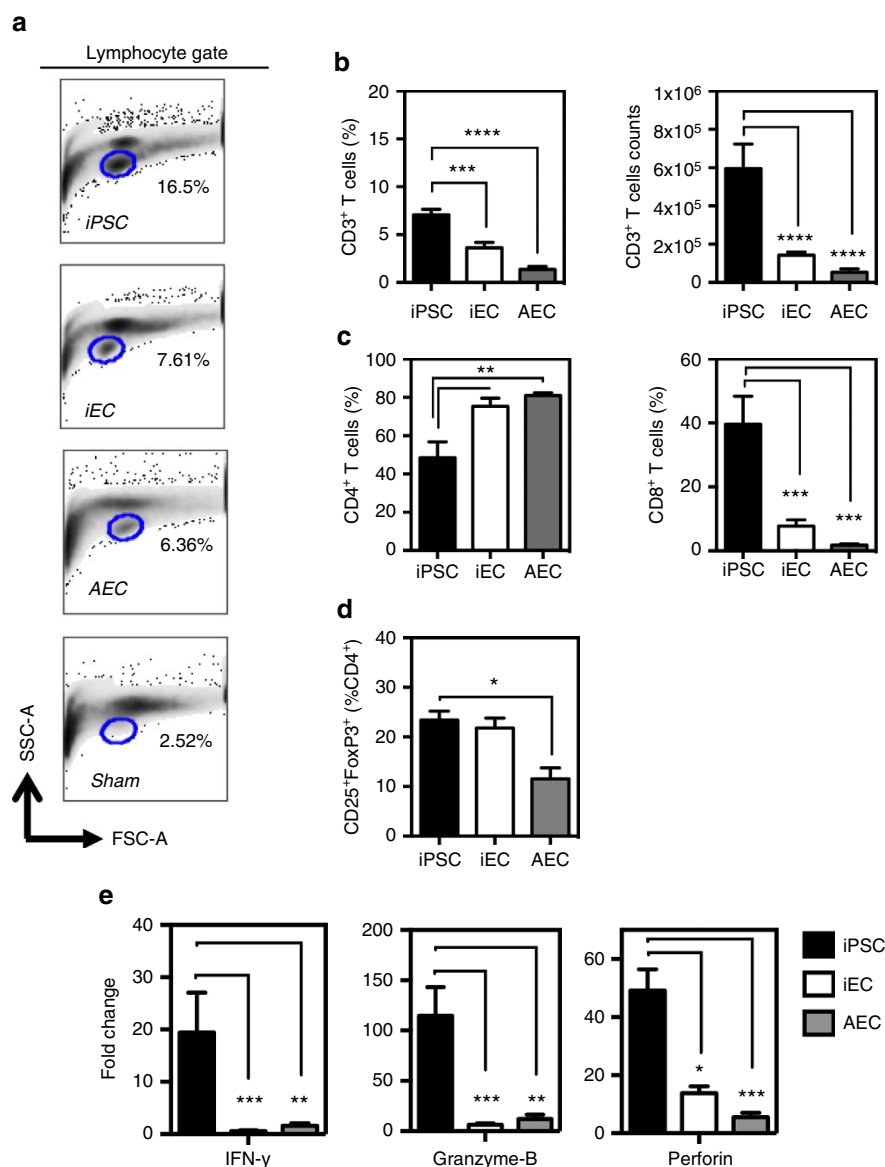 a
Lymphocyte gate
16.5%
iPSC
7.61%
iEC
6.36%
AEC
2.52%
Sham
SSC-A
FSC-A
b
CD3⁺ T cells (%)
20
15
10
5
0
****
***
iPSC iEC AEC
CD3⁺ T cells counts
1x10⁶
8x10⁵
6x10⁵
4x10⁵
2x10⁵
0
**** ****
iPSC iEC AEC
c
CD4⁺ T cells (%)
100
80
60
40
20
0
**
iPSC iEC AEC
CD8⁺ T cells (%)
60
40
20
0
*** ***
iPSC iEC AEC
d
CD25⁺FoxP3⁺ (%CD4⁺)
40
30
20
10
0
*
iPSC iEC AEC
e
Fold change
40
30
20
10
0
*** **
IFN-γ
200
150
100
50
0
*** **
Granzyme-B
60
40
20
0
* ***
Perforin
iPSC
iEC
AEC